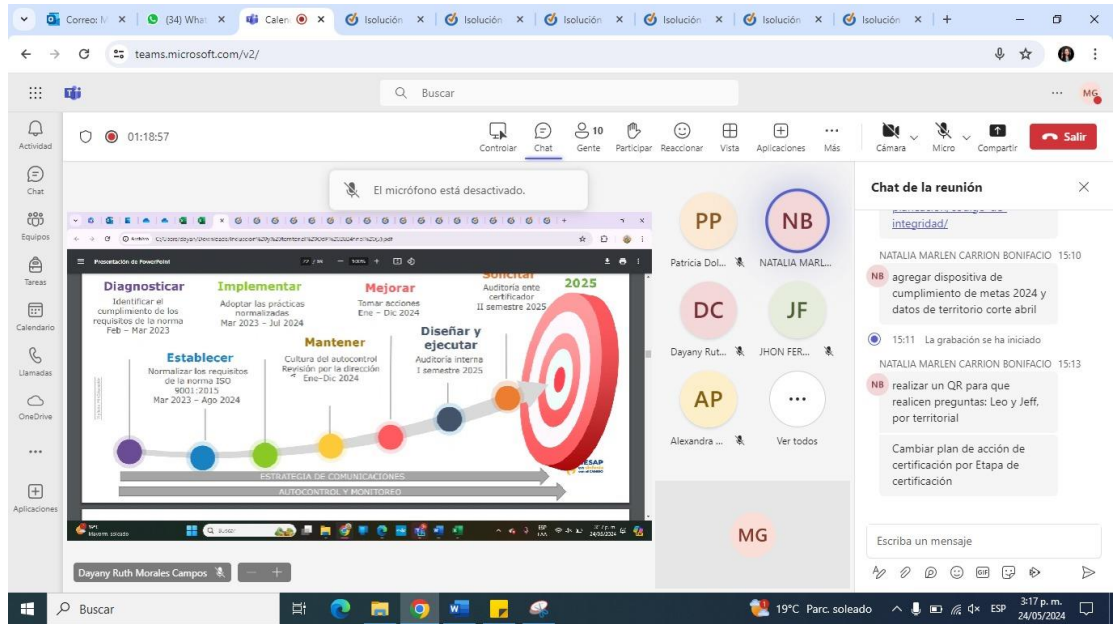 Correo: M
(34) What
Calen
Isolución
Isolución
Isolución
Isolución
Isolución
Isolución
teams.microsoft.com/v2/
Buscar
MG
Actividad
Chat
Equipos
Tareas
Calendario
Llamadas
OneDrive
Aplicaciones
01:18:57
Controlar
Chat
Gente
10
Participar
Reaccionar
Vista
Aplicaciones
Más
Cámara
Micro
Compartir
Salir
El micrófono está desactivado.
Presentación de PowerPoint
100%
Diagnosticar
Identificar el
cumplimiento de los
requisitos de la norma
Feb – Mar 2023
Implementar
Adoptar las prácticas
normalizadas
Mar 2023 – Jul 2024
Mejorar
Tomar acciones
Ene – Dic 2024
Solicitar
Auditoría ente
certificador
II semestre 2025
2025
Establecer
Normalizar los requisitos
de la norma ISO
9001:2015
Mar 2023 – Ago 2024
Mantener
Cultura del autocontrol
Revisión por la dirección
Ene-Dic 2024
Diseñar y
ejecutar
Auditoría interna
I semestre 2025
ESTRATEGIA DE COMUNICACIONES
AUTOCONTROL Y MONITOREO
ESAP
Buscar
Dayany Ruth Morales Campos
PP
Patricia Dol...
NB
NATALIA MARL...
DC
Dayany Rut...
JF
JHON FER...
AP
Alexandra ...
Ver todos
MG
Chat de la reunión
integridad/
NATALIA MARLEN CARRION BONIFACIO 15:10
NB
agregar dispositiva de
cumplimiento de metas 2024 y
datos de territorio corte abril
15:11 La grabación se ha iniciado
NATALIA MARLEN CARRION BONIFACIO 15:13
NB
realizar un QR para que
realicen preguntas: Leo y Jeff,
por territorial
Cambiar plan de acción de
certificación por Etapa de
certificación
Escriba un mensaje
GIF
Buscar
19°C Parc. soleado
ESP
3:17 p. m.
24/05/2024